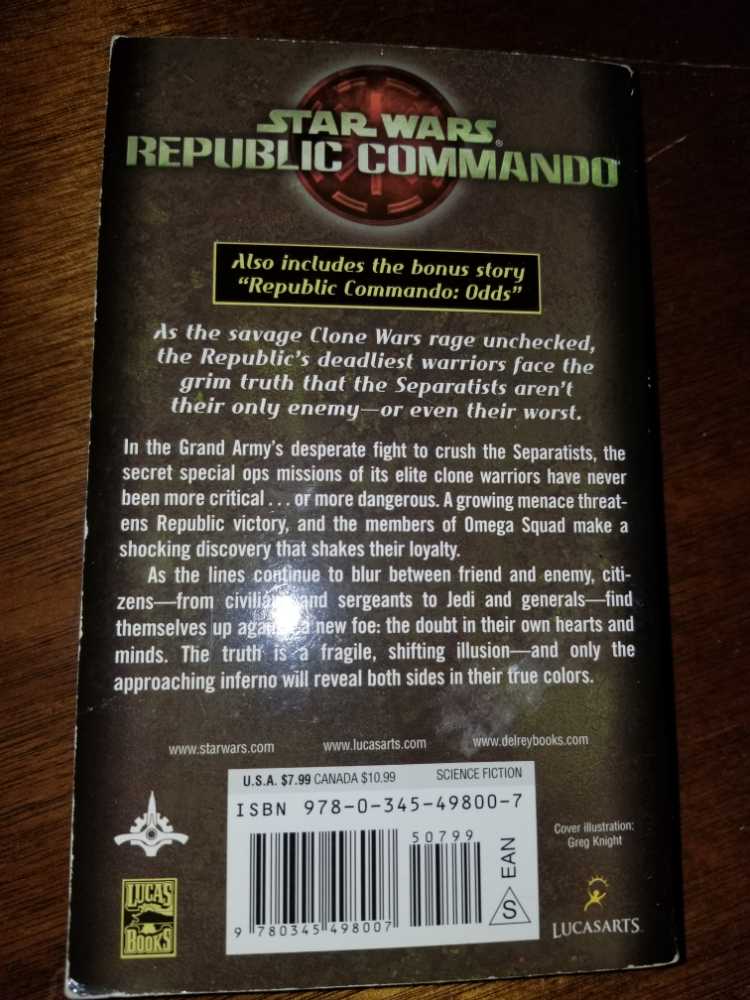 STAR WARS®
REPUBLIC COMMANDO™
Also includes the bonus story
"Republic Commando: Odds"
As the savage Clone Wars rage unchecked,
the Republic's deadliest warriors face the
grim truth that the Separatists aren't
their only enemy—or even their worst.
In the Grand Army's desperate fight to crush the Separatists, the
secret special ops missions of its elite clone warriors have never
been more critical . . . or more dangerous. A growing menace threat-
ens Republic victory, and the members of Omega Squad make a
shocking discovery that shakes their loyalty.
As the lines continue to blur between friend and enemy, citi-
zens—from civilians and sergeants to Jedi and generals—find
themselves up against a new foe: the doubt in their own hearts and
minds. The truth is a fragile, shifting illusion—and only the
approaching inferno will reveal both sides in their true colors.
www.starwars.com www.lucasarts.com www.delreybooks.com
U.S.A. $7.99 CANADA $10.99 SCIENCE FICTION
ISBN 978-0-345-49800-7
50799
EAN
S
9 780345 498007
Cover illustration:
Greg Knight
LUCAS
BOOKS
LUCASARTS